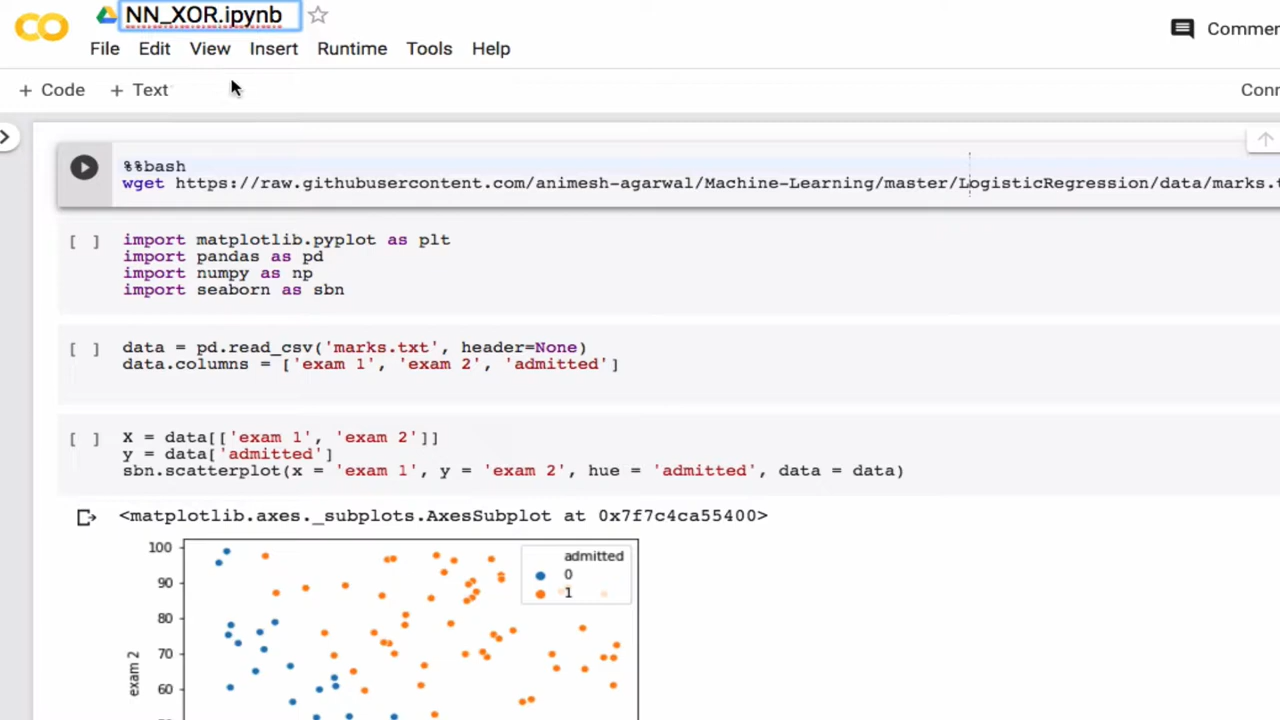 NN_XOR.ipynb
File Edit View Insert Runtime Tools Help
Commen
+ Code + Text
Conn
%%bash
wget https://raw.githubusercontent.com/animesh-agarwal/Machine-Learning/master/LogisticRegression/data/marks.t
[ ] import matplotlib.pyplot as plt
import pandas as pd
import numpy as np
import seaborn as sbn
[ ] data = pd.read_csv('marks.txt', header=None)
data.columns = ['exam 1', 'exam 2', 'admitted']
[ ] X = data[['exam 1', 'exam 2']]
y = data['admitted']
sbn.scatterplot(x = 'exam 1', y = 'exam 2', hue = 'admitted', data = data)
<matplotlib.axes._subplots.AxesSubplot at 0x7f7c4ca55400>
100
90
80
70
60
exam 2
admitted
0
1